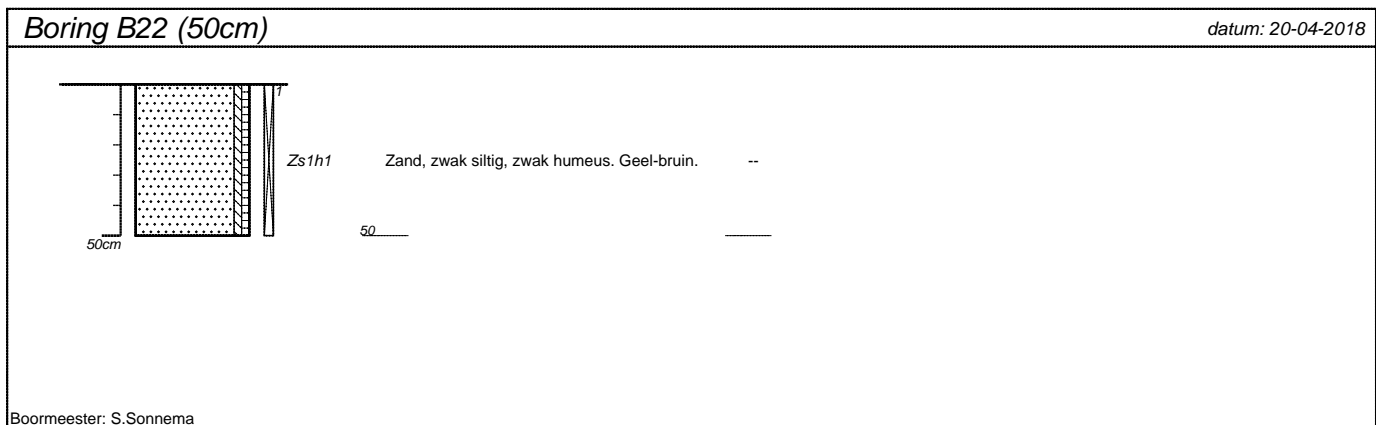 Boring B22 (50cm) datum: 20-04-2018
1
Zs1h1 Zand, zwak siltig, zwak humeus. Geel-bruin. --
50cm 50
Boormeester: S.Sonnema